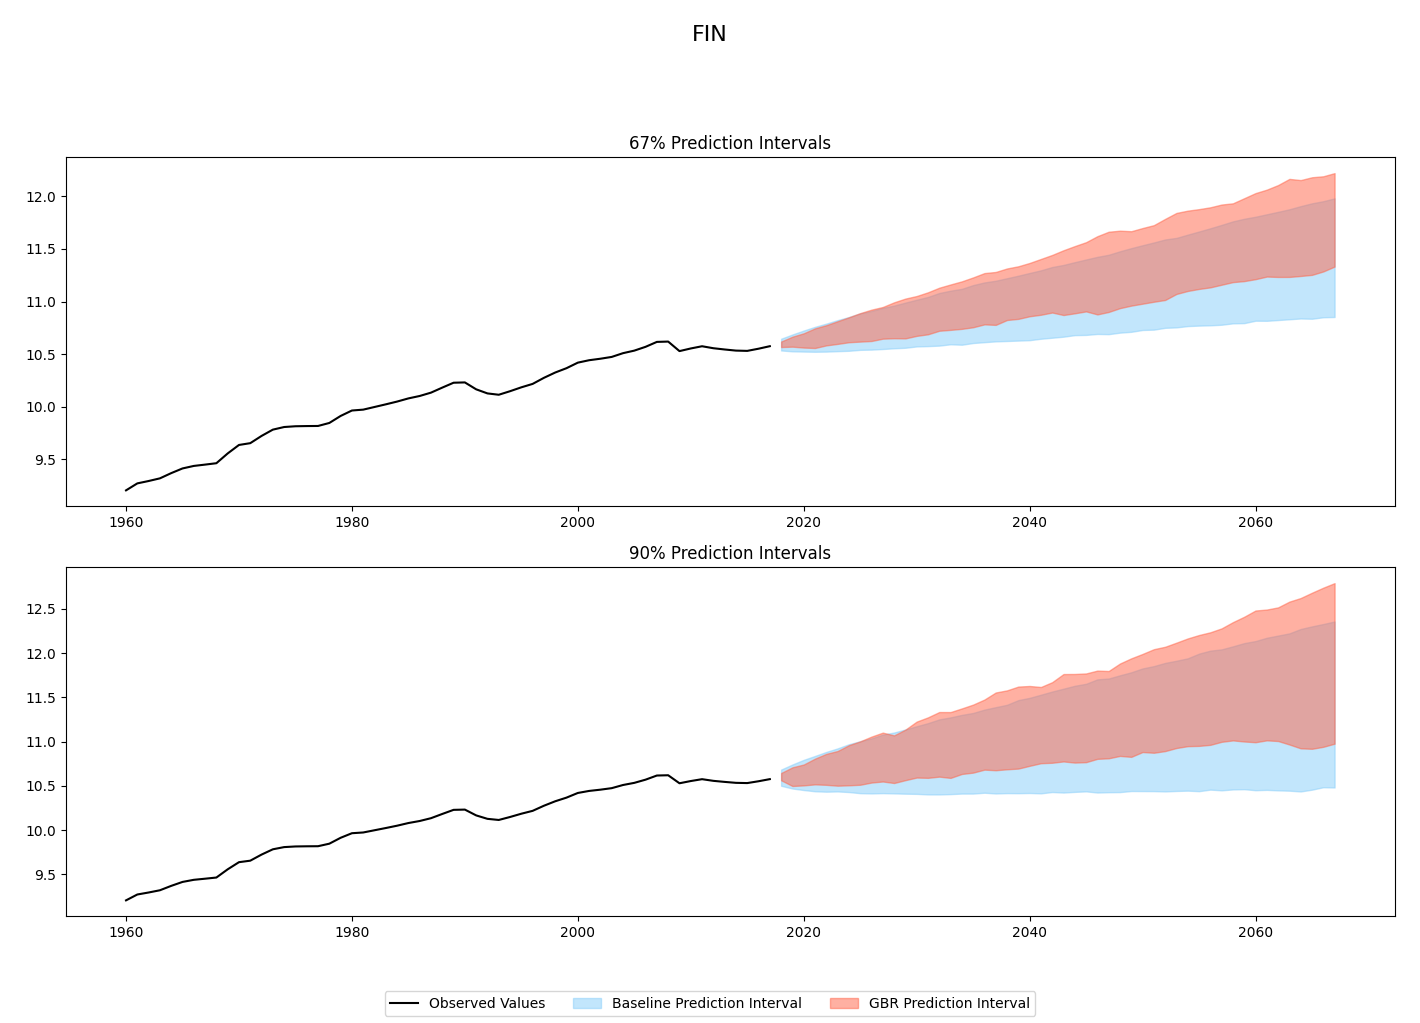 FIN
67% Prediction Intervals
12.0
11.5
11.0
10.5
10.0
9.5
1960 1980 2000 2020 2040 2060
90% Prediction Intervals
12.5
12.0
11.5
11.0
10.5
10.0
9.5
1960 1980 2000 2020 2040 2060
Observed Values Baseline Prediction Interval GBR Prediction Interval